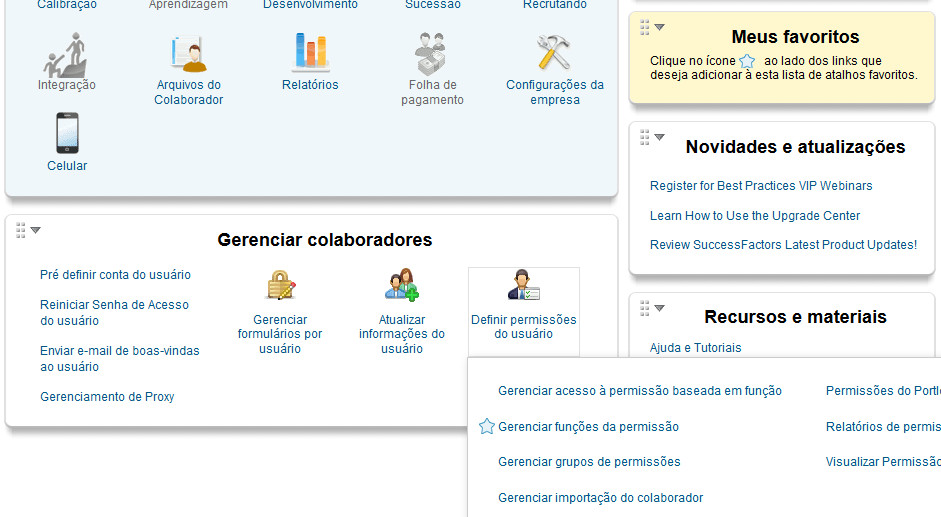 Calibração
Aprendizagem
Desenvolvimento
Sucessão
Recrutando
Integração
Arquivos do
Colaborador
Relatórios
Folha de
pagamento
Configurações da
empresa
Celular
Meus favoritos
Clique no ícone ao lado dos links que
deseja adicionar à esta lista de atalhos favoritos.
Novidades e atualizações
Register for Best Practices VIP Webinars
Learn How to Use the Upgrade Center
Review SuccessFactors Latest Product Updates!
Gerenciar colaboradores
Pré definir conta do usuário
Reiniciar Senha de Acesso
do usuário
Enviar e-mail de boas-vindas
ao usuário
Gerenciamento de Proxy
Gerenciar
formulários por
usuário
Atualizar
informações do
usuário
Definir permissões
do usuário
Recursos e materiais
Ajuda e Tutoriais
Gerenciar acesso à permissão baseada em função
Gerenciar funções da permissão
Gerenciar grupos de permissões
Gerenciar importação do colaborador
Permissões do
Relatórios de
Visualizar